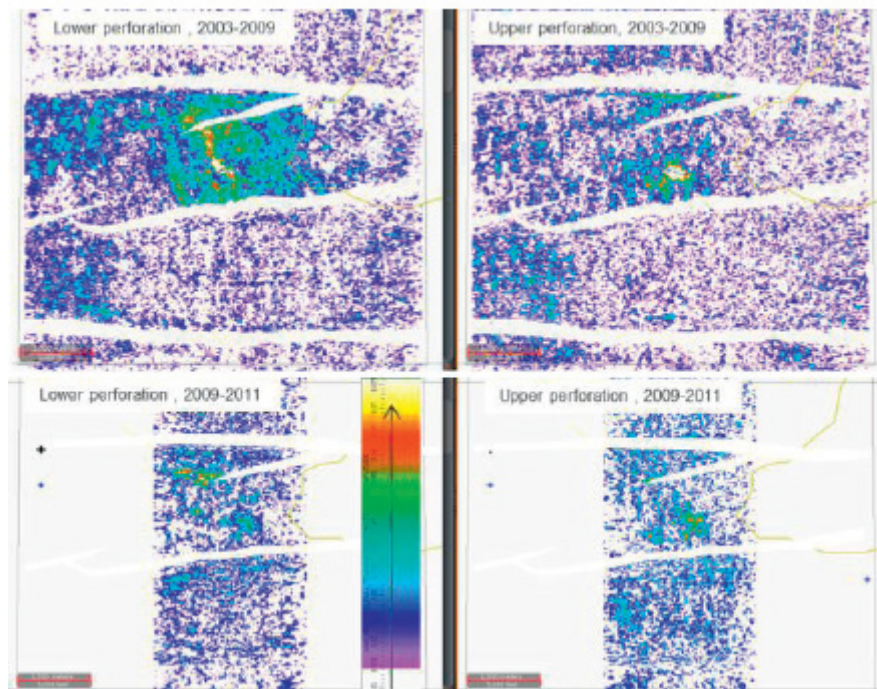 Lower perforation , 2003-2009
Upper perforation, 2003-2009
Lower perforation , 2009-2011
Upper perforation, 2009-2011